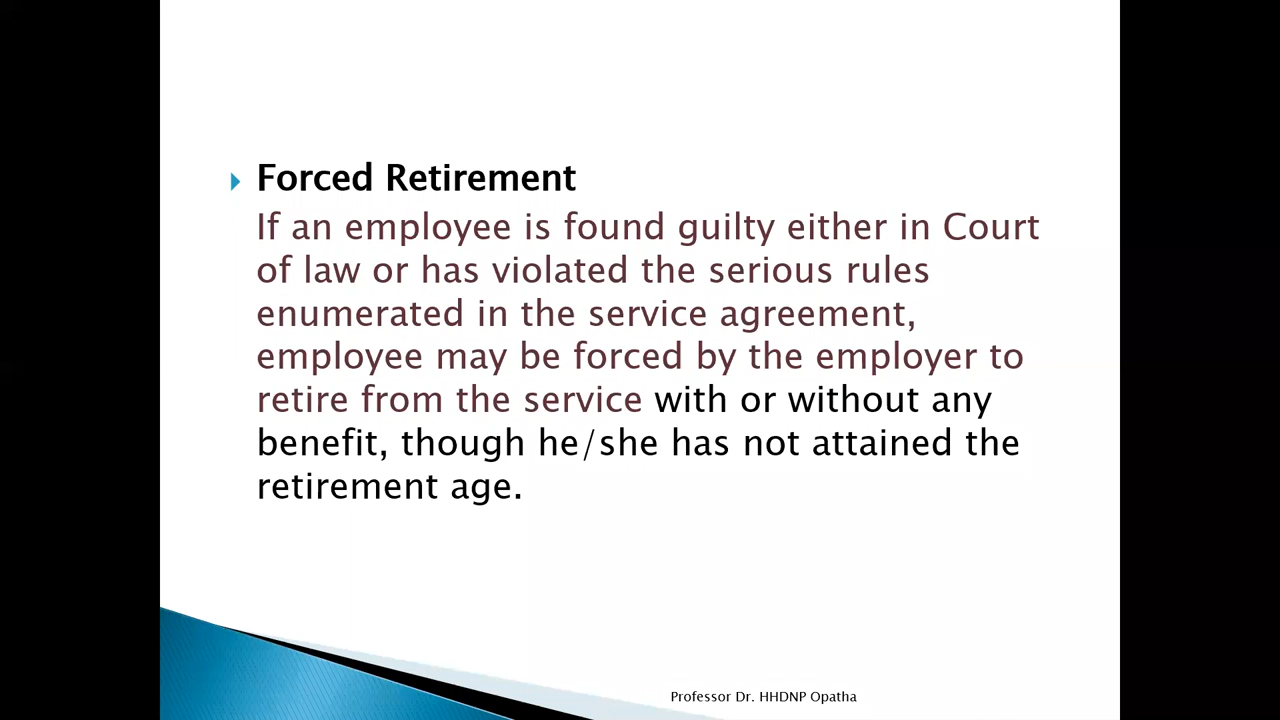 Forced Retirement
If an employee is found guilty either in Court
of law or has violated the serious rules
enumerated in the service agreement,
employee may be forced by the employer to
retire from the service with or without any
benefit, though he/she has not attained the
retirement age.
Professor Dr. HHDNP Opatha